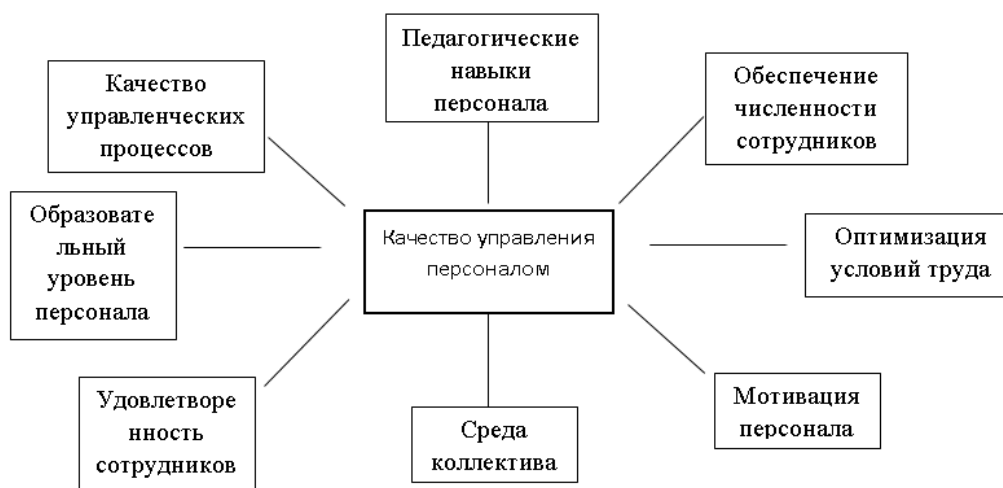 Педагогические
навыки
персонала
Качество
управленческих
процессов
Обеспечение
численности
сотрудников
Образовате
льный
уровень
персонала
Качество управления
персоналом
Оптимизация
условий труда
Удовлетворе
нность
сотрудников
Среда
коллектива
Мотивация
персонала